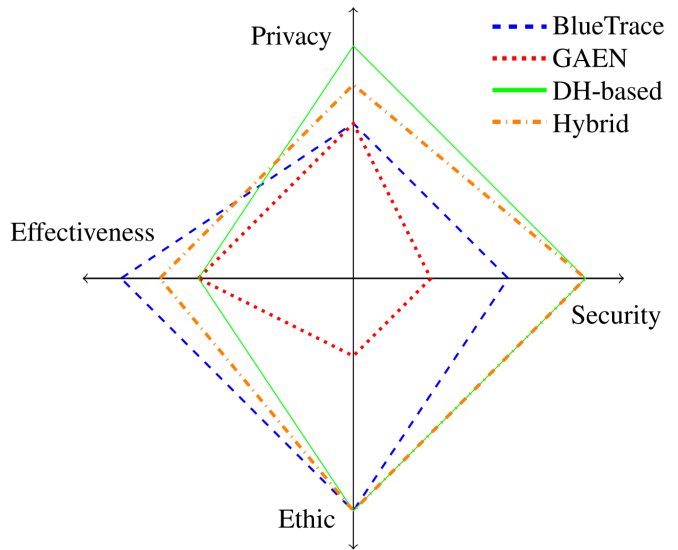 Privacy
BlueTrace
GAEN
DH-based
Hybrid
Effectiveness
Security
Ethic